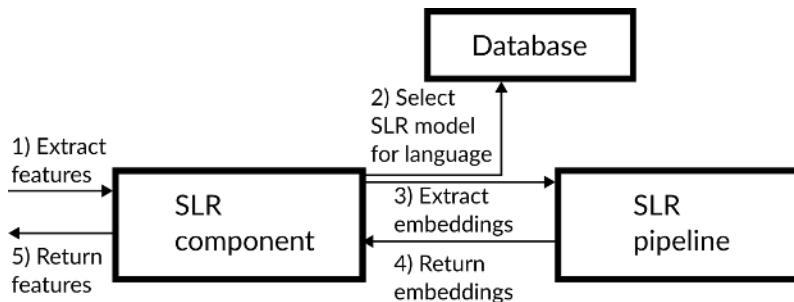 Database
2) Select
SLR model
for language
1) Extract
features
SLR
component
3) Extract
embeddings
SLR
pipeline
5) Return
features
4) Return
embeddings